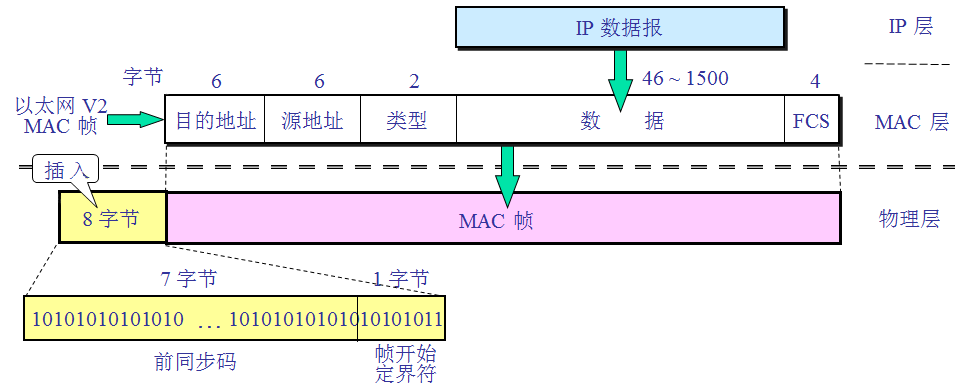 IP 数据报
IP 层
字节
6
6
2
46 ~ 1500
4
以太网 V2
MAC 帧
目的地址
源地址
类型
数 据
FCS
MAC 层
插入
8 字节
MAC 帧
物理层
7 字节
1 字节
10101010101010 … 101010101010
10101011
前同步码
帧开始
定界符